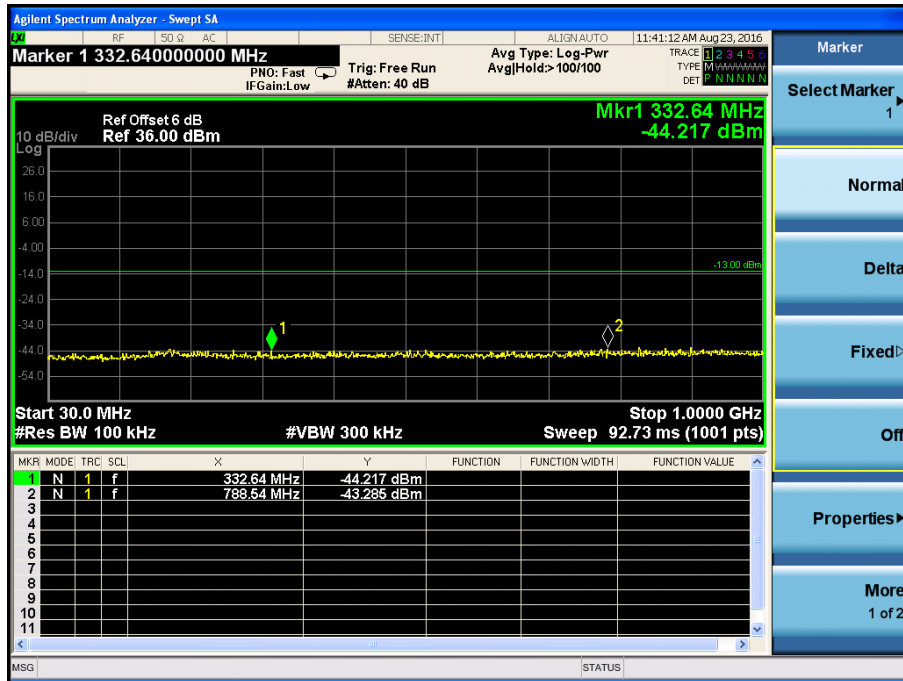 Agilent Spectrum Analyzer - Swept SA
LXI RF 50 Ω AC SENSE:INT ALIGN AUTO 11:41:12 AM Aug 23, 2016
Marker 1 332.640000000 MHz
PNO: Fast
IFGain:Low
Trig: Free Run
#Atten: 40 dB
Avg Type: Log-Pwr
Avg|Hold:> 100/100
TRACE 1 2 3 4 5 6
TYPE M W W W W W
DET P N N N N N
Ref Offset 6 dB
10 dB/div Ref 36.00 dBm
Log
Mkr1 332.64 MHz
-44.217 dBm
26.0
16.0
6.00
-4.00
-14.0
-24.0
-34.0
-44.0
-54.0
-13.00 dBm
1
2
Start 30.0 MHz Stop 1.0000 GHz
#Res BW 100 kHz #VBW 300 kHz Sweep 92.73 ms (1001 pts)
MKR MODE TRC SCL X Y FUNCTION FUNCTION WIDTH FUNCTION VALUE
1 N 1 f 332.64 MHz -44.217 dBm
2 N 1 f 788.54 MHz -43.285 dBm
3
4
5
6
7
8
9
10
11
MSG STATUS
Marker
Select Marker
1
Normal
Delta
Fixed
Off
Properties
More
1 of 2